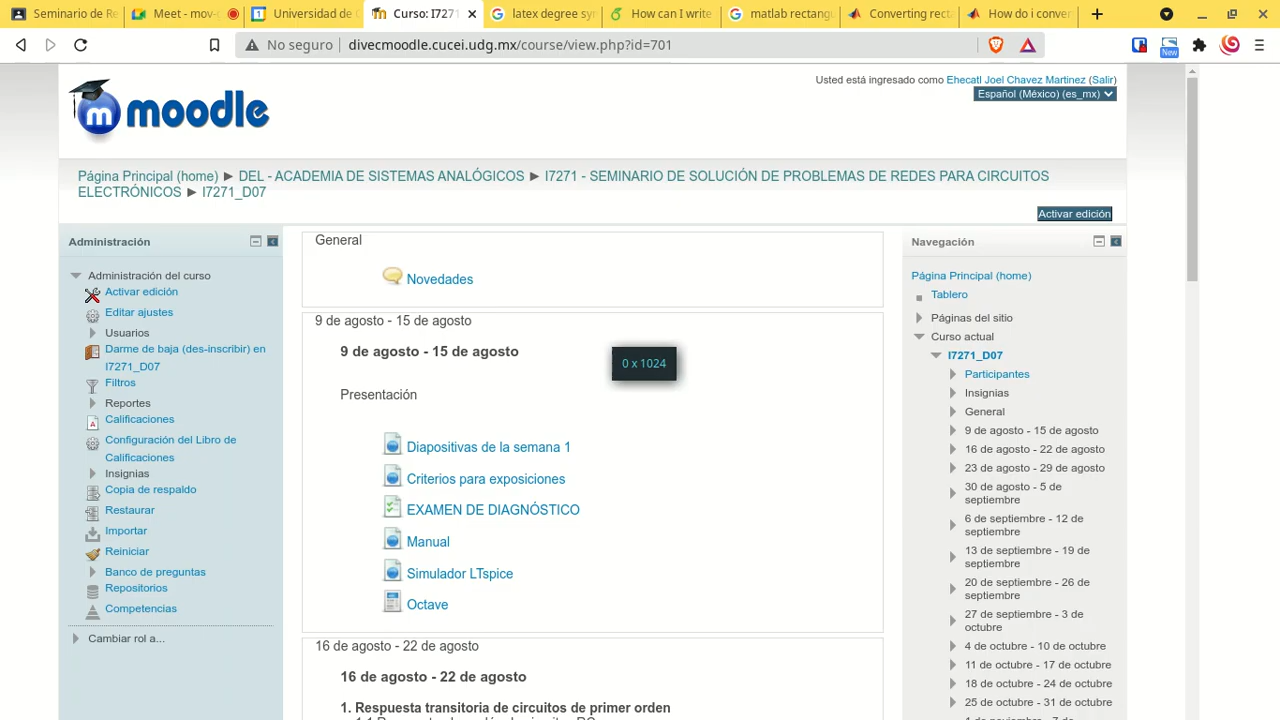 Seminario de Re
Meet - mov-
Universidad de
Curso: I7271
latex degree sy
How can I write
matlab rectangu
Converting recta
How do i conver
No seguro
divecmoodle.cucei.udg.mx/course/view.php?id=701
New
moodle
Usted está ingresado como Ehecatl Joel Chavez Martinez (Salir)
Español (México) (es_mx)
Página Principal (home) ► DEL - ACADEMIA DE SISTEMAS ANALÓGICOS ► I7271 - SEMINARIO DE SOLUCIÓN DE PROBLEMAS DE REDES PARA CIRCUITOS
ELECTRÓNICOS ► I7271_D07
Activar edición
Administración
Administración del curso
Activar edición
Editar ajustes
Usuarios
Darme de baja (des-inscribir) en
I7271_D07
Filtros
Reportes
Calificaciones
Configuración del Libro de
Calificaciones
Insignias
Copia de respaldo
Restaurar
Importar
Reiniciar
Banco de preguntas
Repositorios
Competencias
Cambiar rol a...
General
Novedades
9 de agosto - 15 de agosto
9 de agosto - 15 de agosto
0 x 1024
Presentación
Diapositivas de la semana 1
Criterios para exposiciones
EXAMEN DE DIAGNÓSTICO
Manual
Simulador LTspice
Octave
16 de agosto - 22 de agosto
16 de agosto - 22 de agosto
1. Respuesta transitoria de circuitos de primer orden
Navegación
Página Principal (home)
Tablero
Páginas del sitio
Curso actual
I7271_D07
Participantes
Insignias
General
9 de agosto - 15 de agosto
16 de agosto - 22 de agosto
23 de agosto - 29 de agosto
30 de agosto - 5 de
septiembre
6 de septiembre - 12 de
septiembre
13 de septiembre - 19 de
septiembre
20 de septiembre - 26 de
septiembre
27 de septiembre - 3 de
octubre
4 de octubre - 10 de octubre
11 de octubre - 17 de octubre
18 de octubre - 24 de octubre
25 de octubre - 31 de octubre